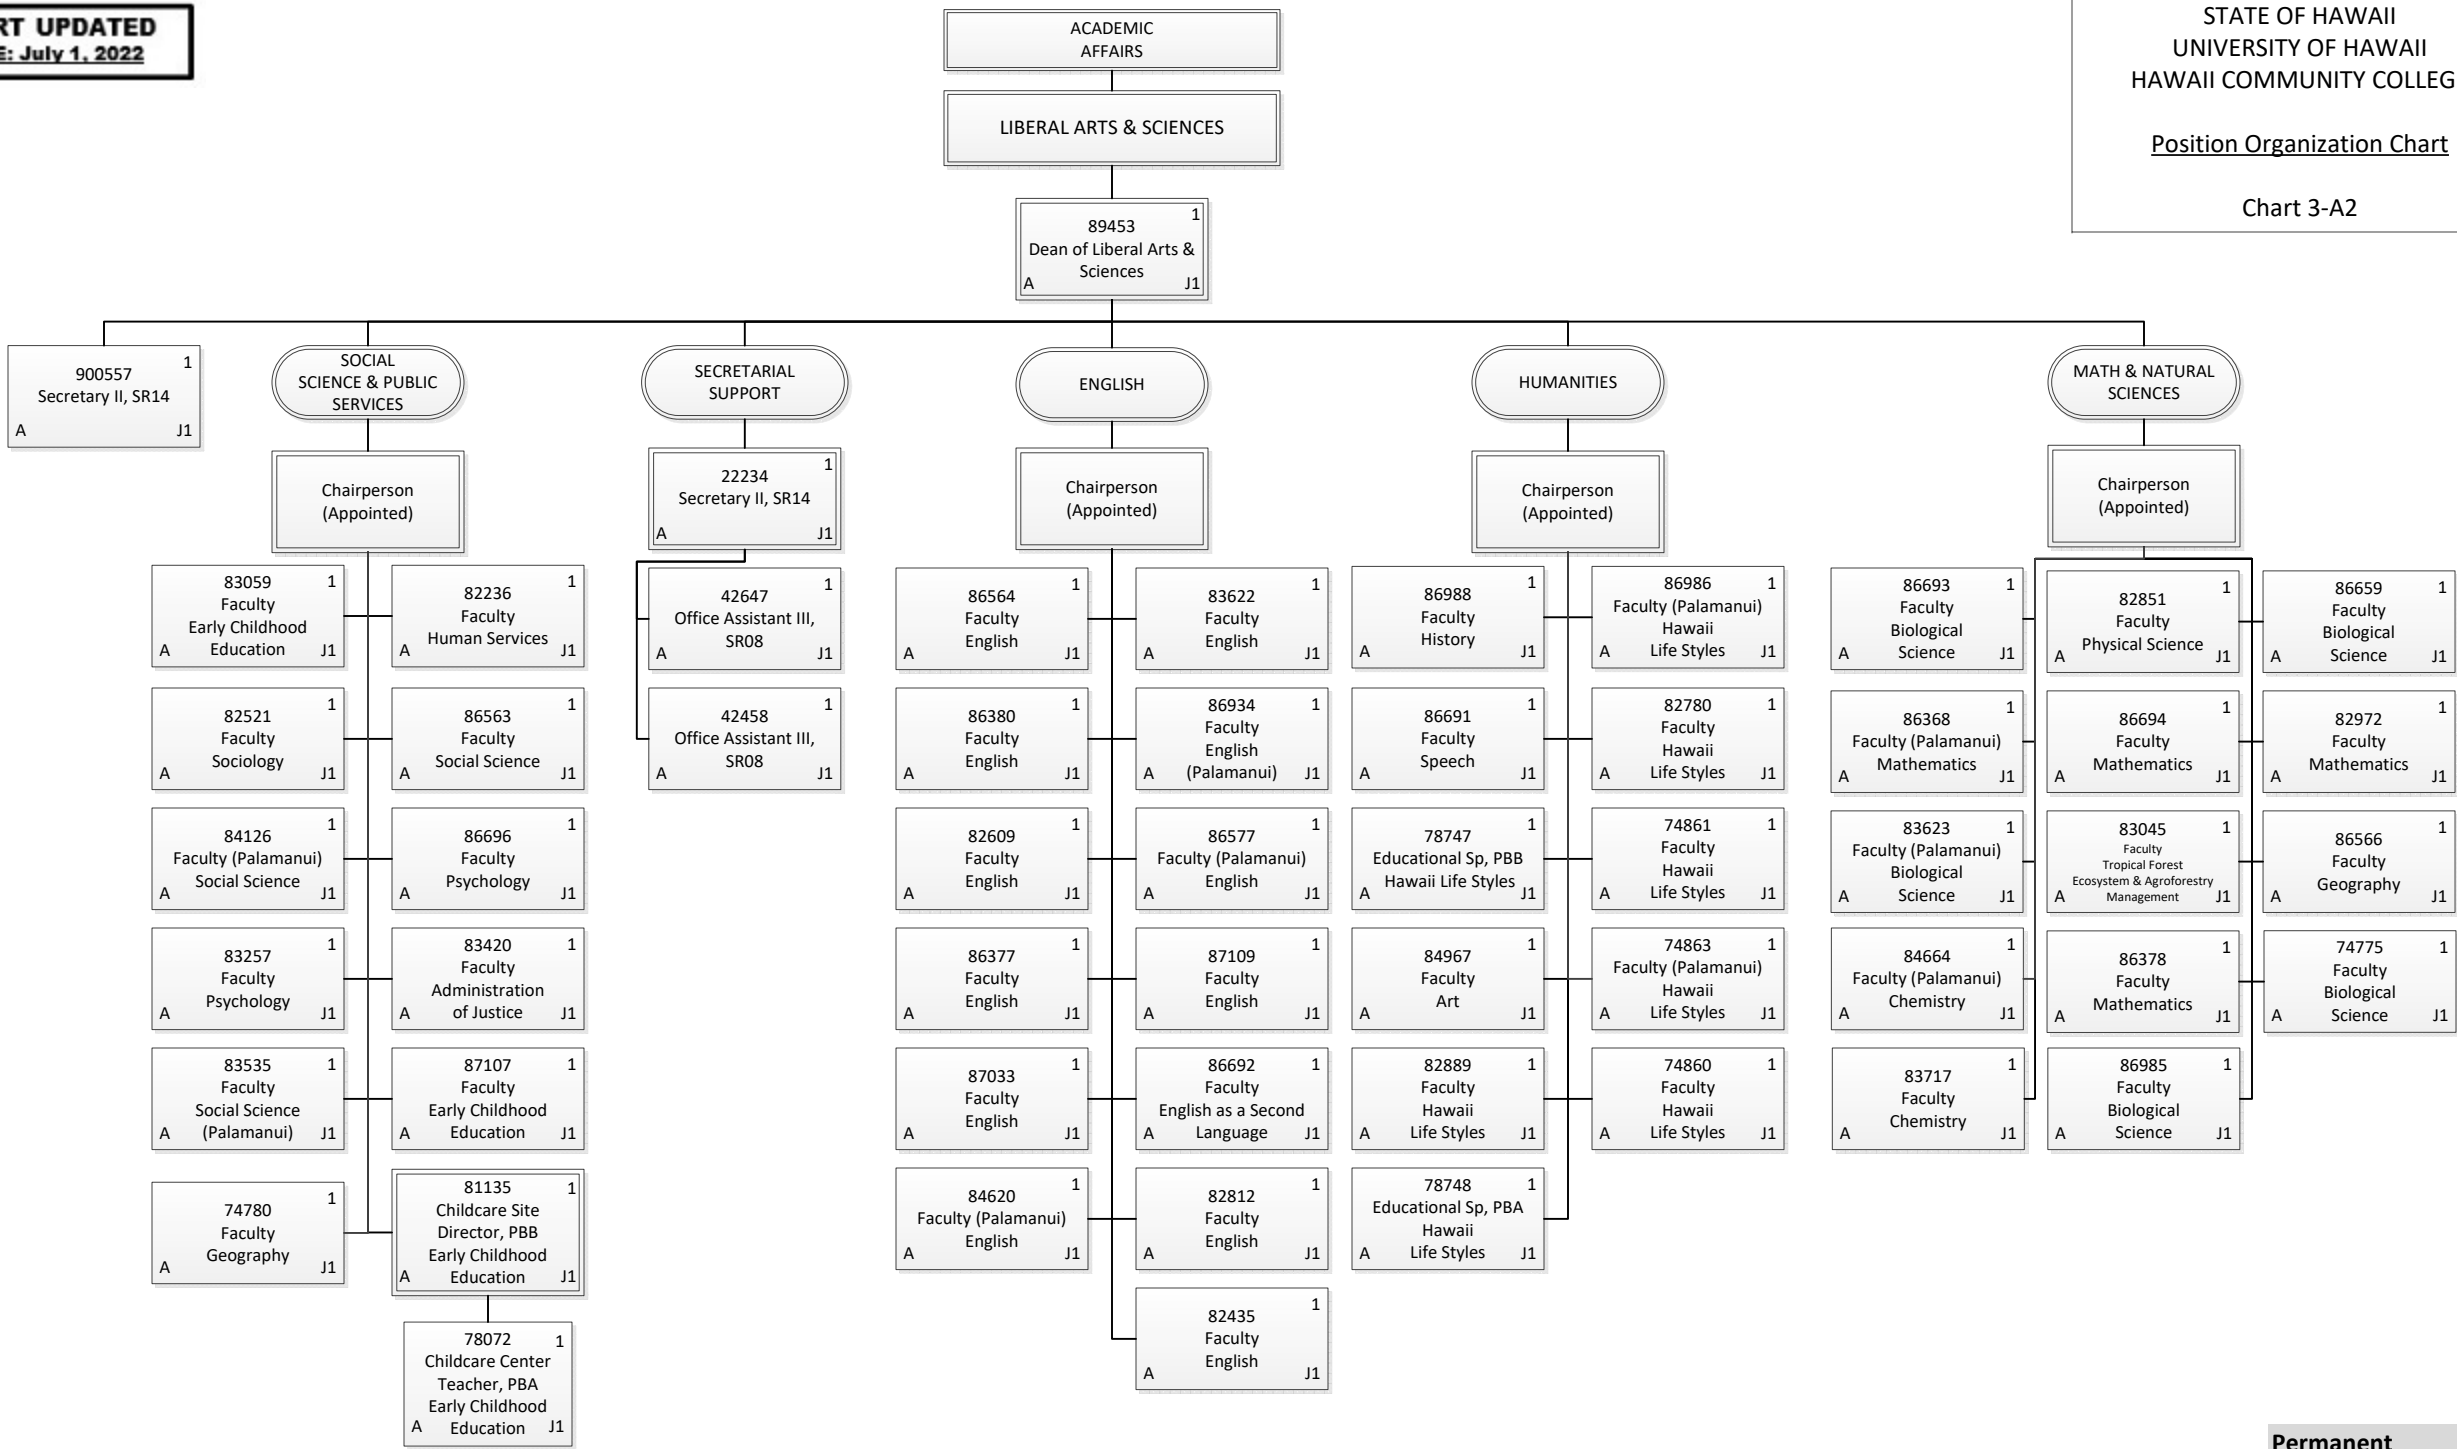 RT UPDATED
E: July 1, 2022
STATE OF HAWAII
UNIVERSITY OF HAWAII
HAWAII COMMUNITY COLLEG
Position Organization Chart
Chart 3-A2
ACADEMIC
AFFAIRS
LIBERAL ARTS & SCIENCES
1
89453
Dean of Liberal Arts &
Sciences
A J1
1
900557
Secretary II, SR14
A J1
SOCIAL
SCIENCE & PUBLIC
SERVICES
Chairperson
(Appointed)
83059 1
Faculty
Early Childhood
A Education J1
1
82236
Faculty
Human Services
A J1
1
82521
Faculty
Sociology
A J1
1
86563
Faculty
Social Science
A J1
1
84126
Faculty (Palamanui)
Social Science
A J1
1
86696
Faculty
Psychology
A J1
1
83257
Faculty
Psychology
A J1
83420 1
Faculty
Administration
A of Justice J1
83535 1
Faculty
Social Science
A (Palamanui) J1
87107 1
Faculty
Early Childhood
A Education J1
1
74780
Faculty
Geography
A J1
81135 1
Childcare Site
Director, PBB
Early Childhood
A Education J1
78072 1
Childcare Center
Teacher, PBA
Early Childhood
A Education J1
SECRETARIAL
SUPPORT
1
22234
Secretary II, SR14
A J1
1
42647
Office Assistant III,
SR08
A J1
1
42458
Office Assistant III,
SR08
A J1
ENGLISH
Chairperson
(Appointed)
1
86564
Faculty
English
A J1
1
83622
Faculty
English
A J1
1
86380
Faculty
English
A J1
86934 1
Faculty
English
A (Palamanui) J1
1
82609
Faculty
English
A J1
1
86577
Faculty (Palamanui)
English
A J1
1
86377
Faculty
English
A J1
1
87109
Faculty
English
A J1
1
87033
Faculty
English
A J1
86692 1
Faculty
English as a Second
A Language J1
1
84620
Faculty (Palamanui)
English
A J1
1
82812
Faculty
English
A J1
1
82435
Faculty
English
A J1
HUMANITIES
Chairperson
(Appointed)
1
86988
Faculty
History
A J1
86986 1
Faculty (Palamanui)
Hawaii
A Life Styles J1
1
86691
Faculty
Speech
A J1
82780 1
Faculty
Hawaii
A Life Styles J1
1
78747
Educational Sp, PBB
Hawaii Life Styles
A J1
74861 1
Faculty
Hawaii
A Life Styles J1
1
84967
Faculty
Art
A J1
74863 1
Faculty (Palamanui)
Hawaii
A Life Styles J1
82889 1
Faculty
Hawaii
A Life Styles J1
74860 1
Faculty
Hawaii
A Life Styles J1
78748 1
Educational Sp, PBA
Hawaii
A Life Styles J1
MATH & NATURAL
SCIENCES
Chairperson
(Appointed)
86693 1
Faculty
Biological
A Science J1
1
82851
Faculty
Physical Science
A J1
86659 1
Faculty
Biological
A Science J1
1
86368
Faculty (Palamanui)
Mathematics
A J1
1
86694
Faculty
Mathematics
A J1
1
82972
Faculty
Mathematics
A J1
83623 1
Faculty (Palamanui)
Biological
A Science J1
83045 1
Faculty
Tropical Forest
Ecosystem & Agroforestry
A Management J1
1
86566
Faculty
Geography
A J1
1
84664
Faculty (Palamanui)
Chemistry
A J1
1
86378
Faculty
Mathematics
A J1
74775 1
Faculty
Biological
A Science J1
1
83717
Faculty
Chemistry
A J1
86985 1
Faculty
Biological
A Science J1
Permanent